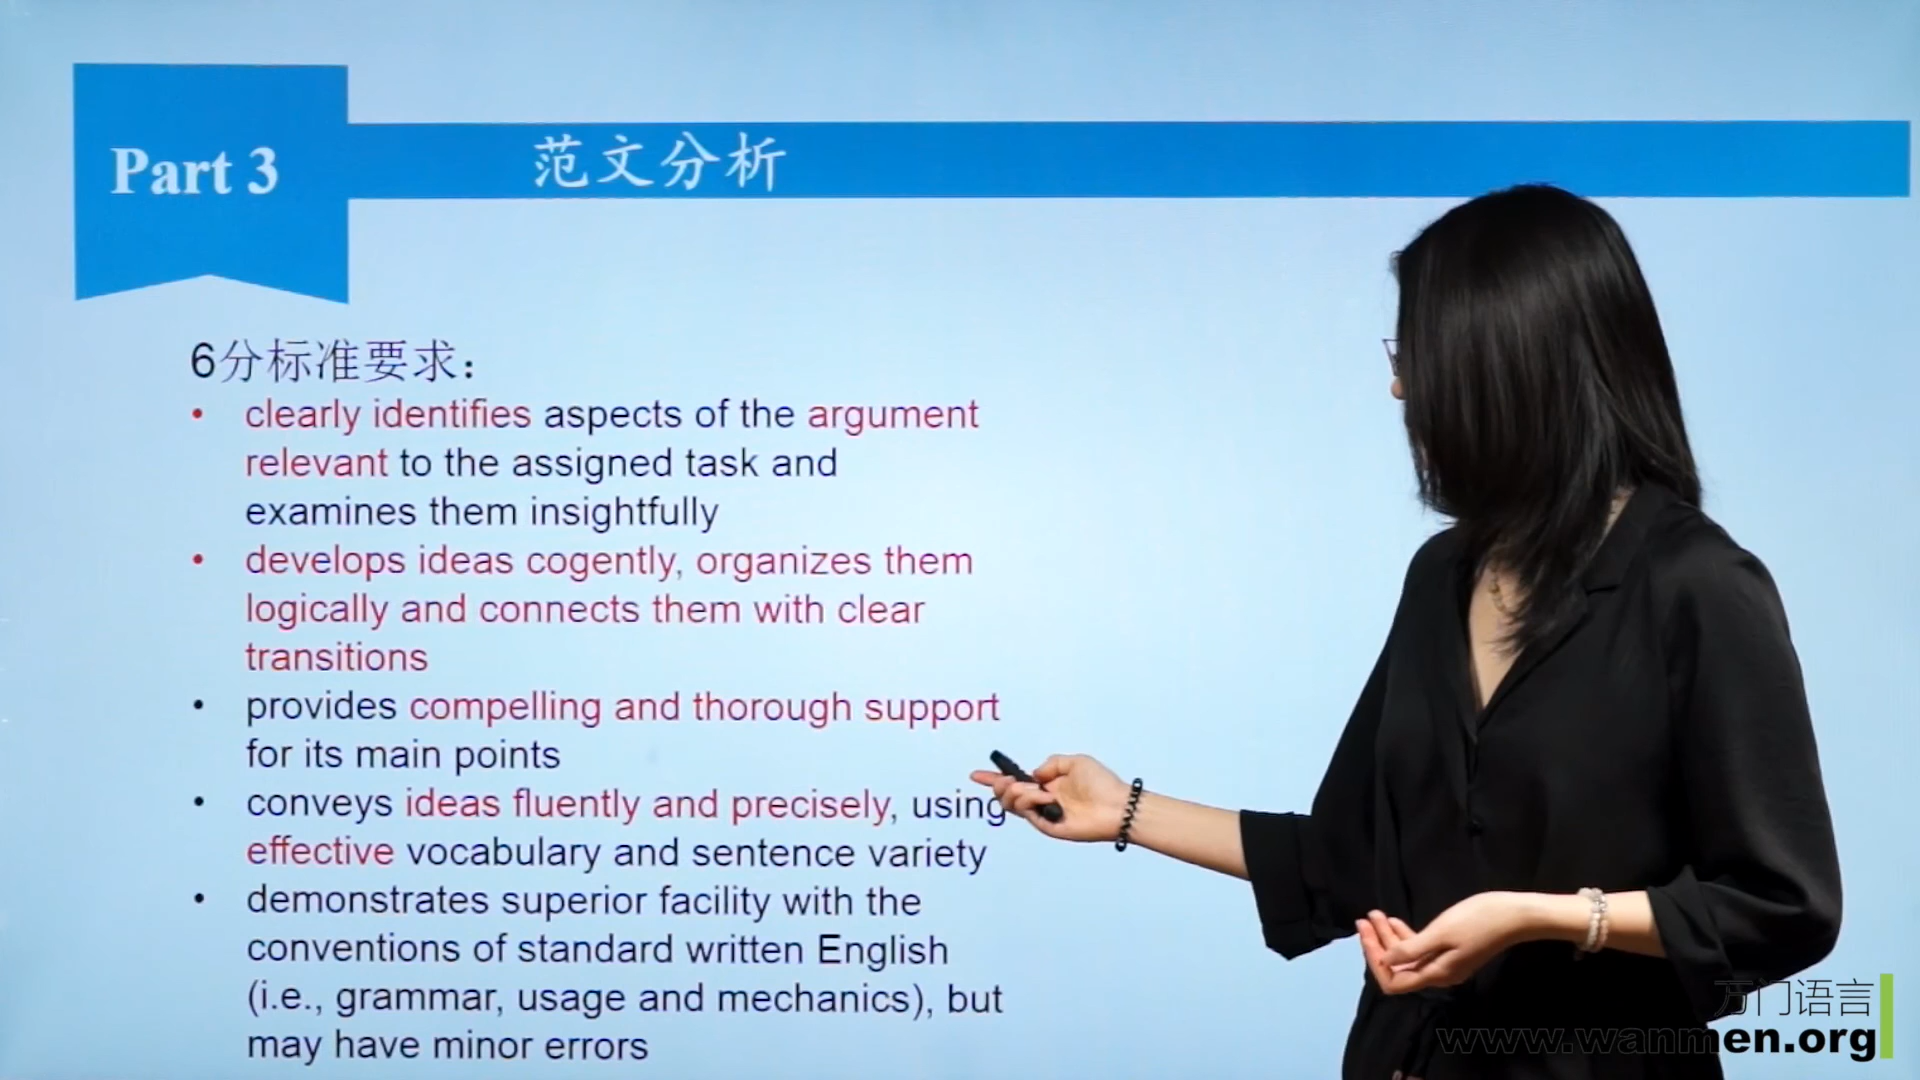 Part 3
范文分析
6分标准要求：
• clearly identifies aspects of the argument
relevant to the assigned task and
examines them insightfully
• develops ideas cogently, organizes them
logically and connects them with clear
transitions
• provides compelling and thorough support
for its main points
• conveys ideas fluently and precisely, using
effective vocabulary and sentence variety
• demonstrates superior facility with the
conventions of standard written English
(i.e., grammar, usage and mechanics), but
may have minor errors
万门语言
www.wanmen.org